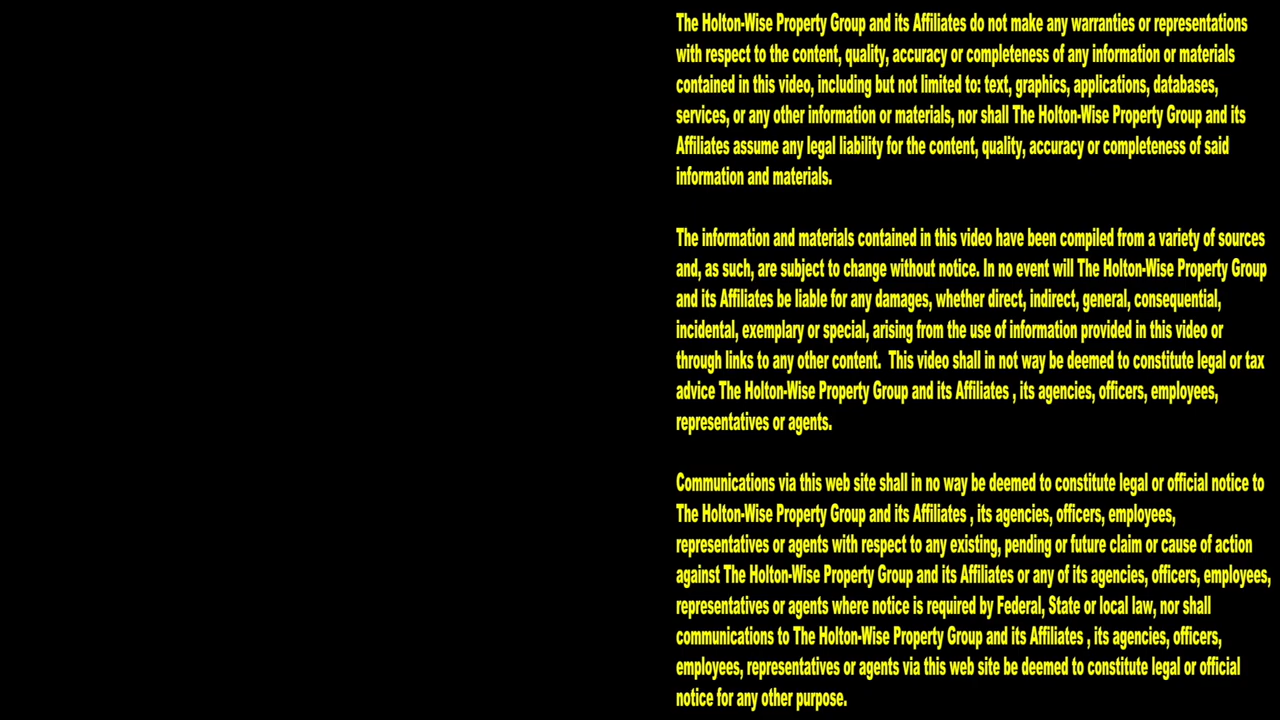 The Holton-Wise Property Group and its Affiliates do not make any warranties or representations
with respect to the content, quality, accuracy or completeness of any information or materials
contained in this video, including but not limited to: text, graphics, applications, databases,
services, or any other information or materials, nor shall The Holton-Wise Property Group and its
Affiliates assume any legal liability for the content, quality, accuracy or completeness of said
information and materials.
The information and materials contained in this video have been compiled from a variety of sources
and, as such, are subject to change without notice. In no event will The Holton-Wise Property Group
and its Affiliates be liable for any damages, whether direct, indirect, general, consequential,
incidental, exemplary or special, arising from the use of information provided in this video or
through links to any other content.  This video shall in not way be deemed to constitute legal or tax
advice The Holton-Wise Property Group and its Affiliates , its agencies, officers, employees,
representatives or agents.
Communications via this web site shall in no way be deemed to constitute legal or official notice to
The Holton-Wise Property Group and its Affiliates , its agencies, officers, employees,
representatives or agents with respect to any existing, pending or future claim or cause of action
against The Holton-Wise Property Group and its Affiliates or any of its agencies, officers, employees,
representatives or agents where notice is required by Federal, State or local law, nor shall
communications to The Holton-Wise Property Group and its Affiliates , its agencies, officers,
employees, representatives or agents via this web site be deemed to constitute legal or official
notice for any other purpose.